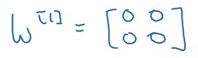 W^[1] = [0 0
0 0]